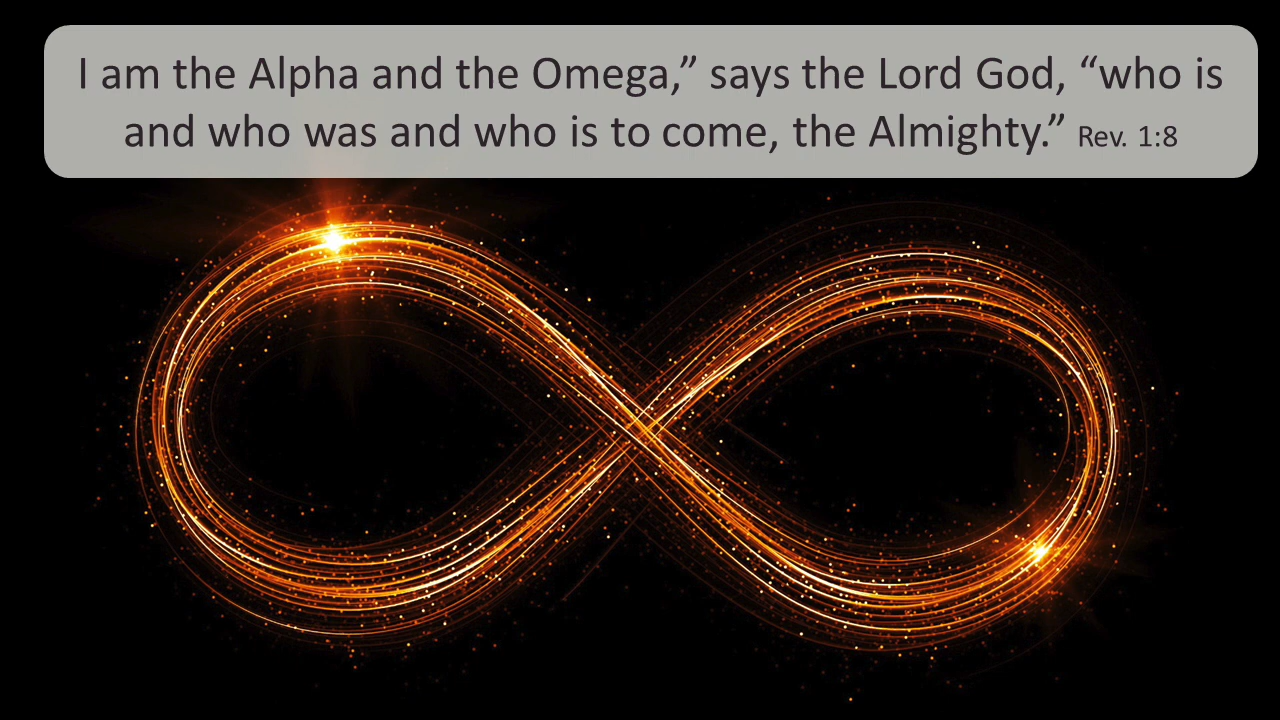 I am the Alpha and the Omega,” says the Lord God, “who is
and who was and who is to come, the Almighty.” Rev. 1:8